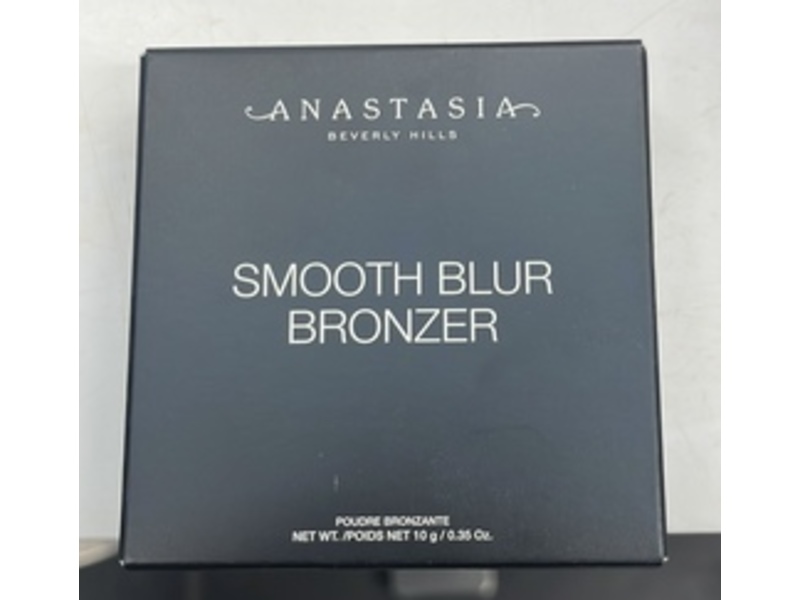 ANASTASIA
BEVERLY HILLS
SMOOTH BLUR
BRONZER
POUDRE BRONZANTE
NET WT. /POIDS NET 10 g / 0.35 Oz.